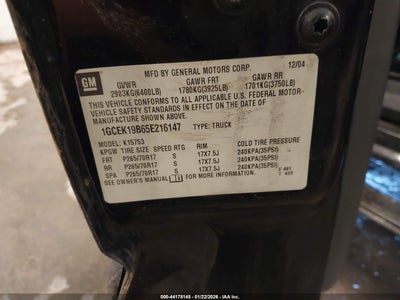 MFD BY GENERAL MOTORS CORP. 12/04
GM GVWR GAWR FRT GAWR RR
2903KG(6400LB) 1780KG(3925LB) 1701KG(3750LB)
THIS VEHICLE CONFORMS TO ALL APPLICABLE U.S. FEDERAL MOTOR-
VEHICLE SAFETY STANDARDS IN EFFECT ON THE DATE OF
MANUFACTURE SHOWN ABOVE.
1GCEK19B65E216147 TYPE: TRUCK
MODEL: K15753
KPGW TIRE SIZE SPEED RTG RIM COLD TIRE PRESSURE
FRT P265/70R17 S 17X7.5J 240KPA(35PSI)
RR P265/70R17 S 17X7.5J 240KPA(35PSI)
SPA P265/70R17 S 17X7.5J 240KPA(35PSI)
SEE OWNER'S MANUAL FOR MORE INFORMATION.
000-44178145 - 01/22/2026 - IAA, Inc.